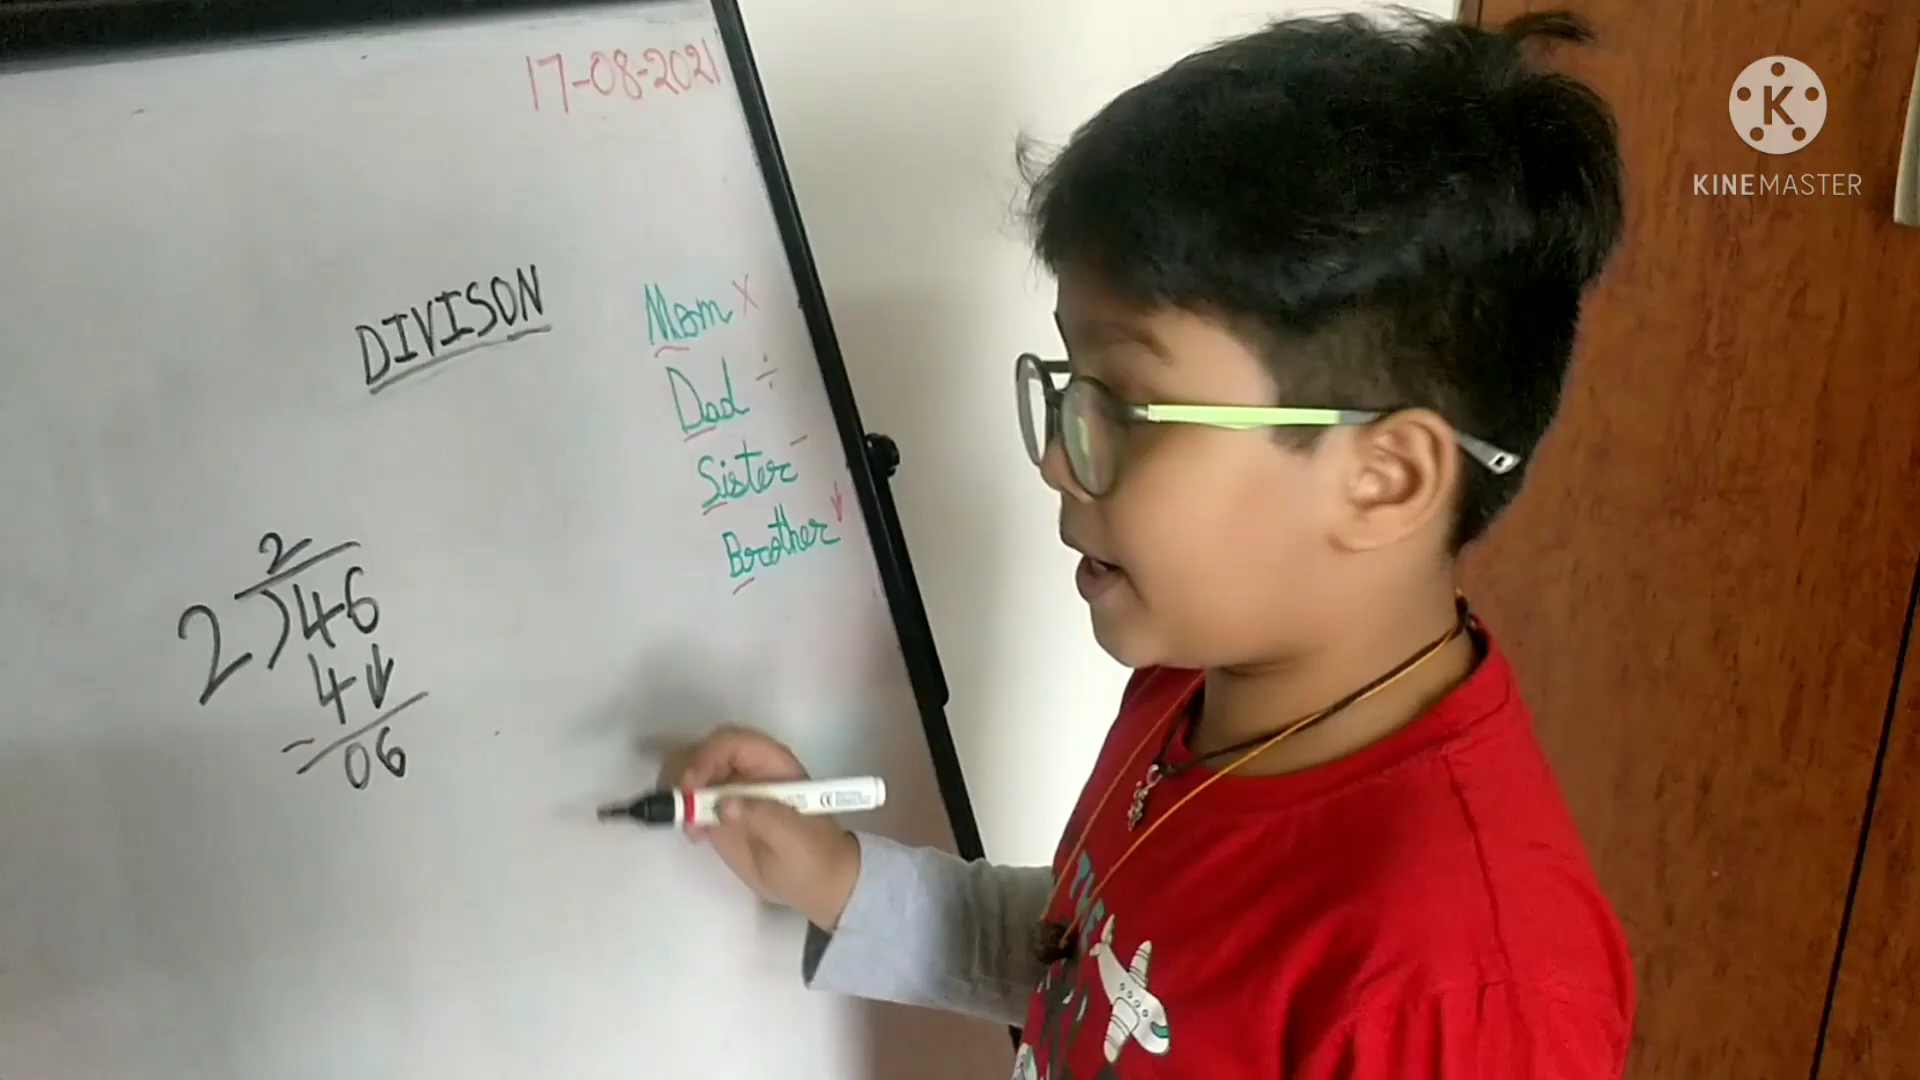 17-08-2021
KINEMASTER
DIVISON
Mom ×
Dad ÷
Sister -
Brother ↓
2
2)46
4↓
-
06